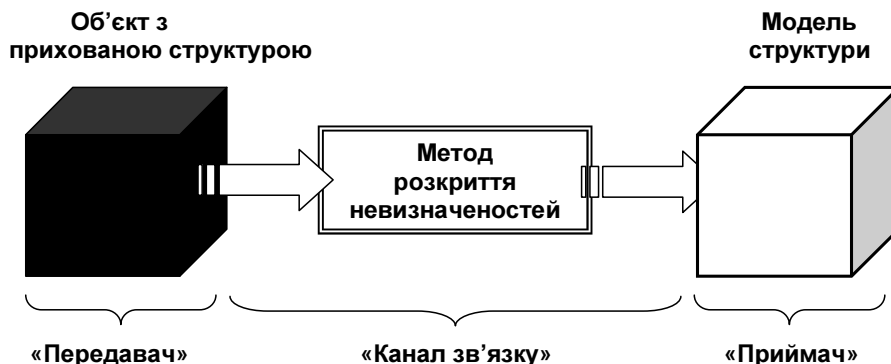 Об’єкт з
прихованою структурою
Модель
структури
Метод
розкриття
невизначеностей
«Передавач»
«Канал зв’язку»
«Приймач»